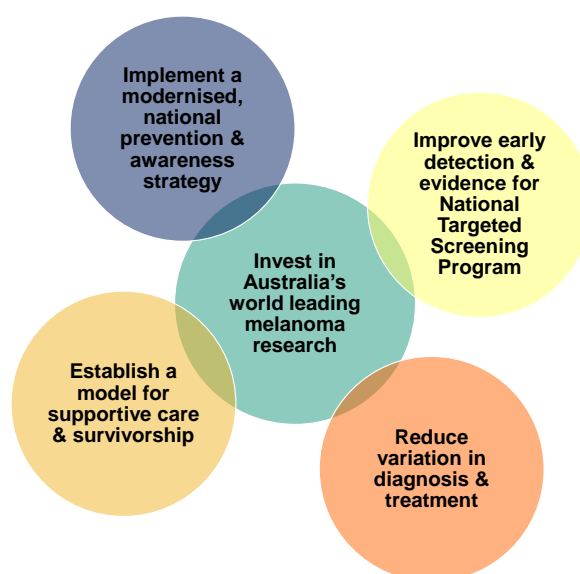 Implement a
modernised,
national
prevention &
awareness
strategy
Improve early
detection &
evidence for
National
Targeted
Screening
Program
Invest in
Australia's
world leading
melanoma
research
Establish a
model for
supportive care
& survivorship
Reduce
variation in
diagnosis &
treatment